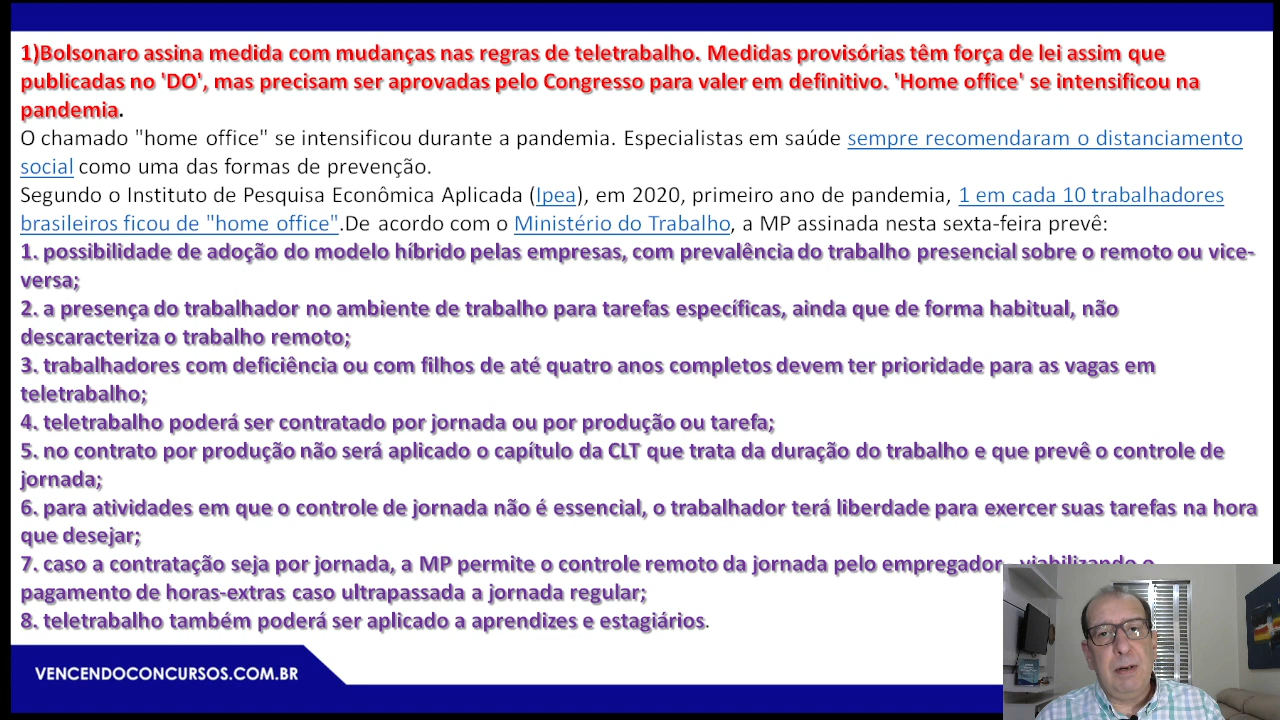 1)Bolsonaro assina medida com mudanças nas regras de teletrabalho. Medidas provisórias têm força de lei assim que
publicadas no 'DO', mas precisam ser aprovadas pelo Congresso para valer em definitivo. 'Home office' se intensificou na
pandemia.
O chamado "home office" se intensificou durante a pandemia. Especialistas em saúde sempre recomendaram o distanciamento
social como uma das formas de prevenção.
Segundo o Instituto de Pesquisa Econômica Aplicada (Ipea), em 2020, primeiro ano de pandemia, 1 em cada 10 trabalhadores
brasileiros ficou de "home office".De acordo com o Ministério do Trabalho, a MP assinada nesta sexta-feira prevê:
1. possibilidade de adoção do modelo híbrido pelas empresas, com prevalência do trabalho presencial sobre o remoto ou vice-
versa;
2. a presença do trabalhador no ambiente de trabalho para tarefas específicas, ainda que de forma habitual, não
descaracteriza o trabalho remoto;
3. trabalhadores com deficiência ou com filhos de até quatro anos completos devem ter prioridade para as vagas em
teletrabalho;
4. teletrabalho poderá ser contratado por jornada ou por produção ou tarefa;
5. no contrato por produção não será aplicado o capítulo da CLT que trata da duração do trabalho e que prevê o controle de
jornada;
6. para atividades em que o controle de jornada não é essencial, o trabalhador terá liberdade para exercer suas tarefas na hora
que desejar;
7. caso a contratação seja por jornada, a MP permite o controle remoto da jornada pelo empregador, viabilizando o
pagamento de horas-extras caso ultrapassada a jornada regular;
8. teletrabalho também poderá ser aplicado a aprendizes e estagiários.
VENCENDOCONCURSOS.COM.BR